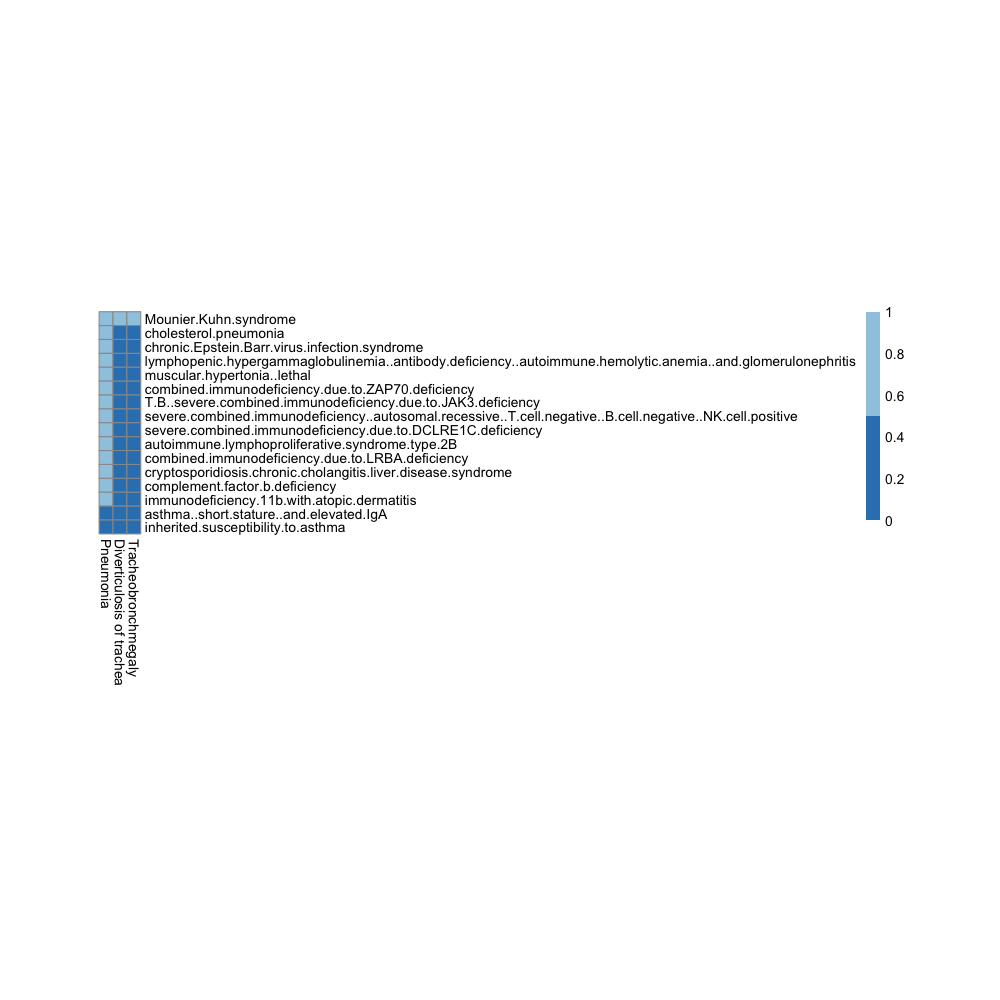 Mounier.Kuhn.syndrome
cholesterol.pneumonia
chronic.Epstein.Barr.virus.infection.syndrome
lymphopenic.hypergammaglobulinemia..antibody.deficiency..autoimmune.hemolytic.anemia..and.glomerulonephritis
muscular.hypertonia..lethal
combined.immunodeficiency.due.to.ZAP70.deficiency
T.B..severe.combined.immunodeficiency.due.to.JAK3.deficiency
severe.combined.immunodeficiency..autosomal.recessive..T.cell.negative..B.cell.negative..NK.cell.positive
severe.combined.immunodeficiency.due.to.DCLRE1C.deficiency
autoimmune.lymphoproliferative.syndrome.type.2B
combined.immunodeficiency.due.to.LRBA.deficiency
cryptosporidiosis.chronic.cholangitis.liver.disease.syndrome
complement.factor.b.deficiency
immunodeficiency.11b.with.atopic.dermatitis
asthma..short.stature..and.elevated.IgA
inherited.susceptibility.to.asthma
Pneumonia
Diverticulosis of trachea
Tracheobronchmegaly
1
0.8
0.6
0.4
0.2
0